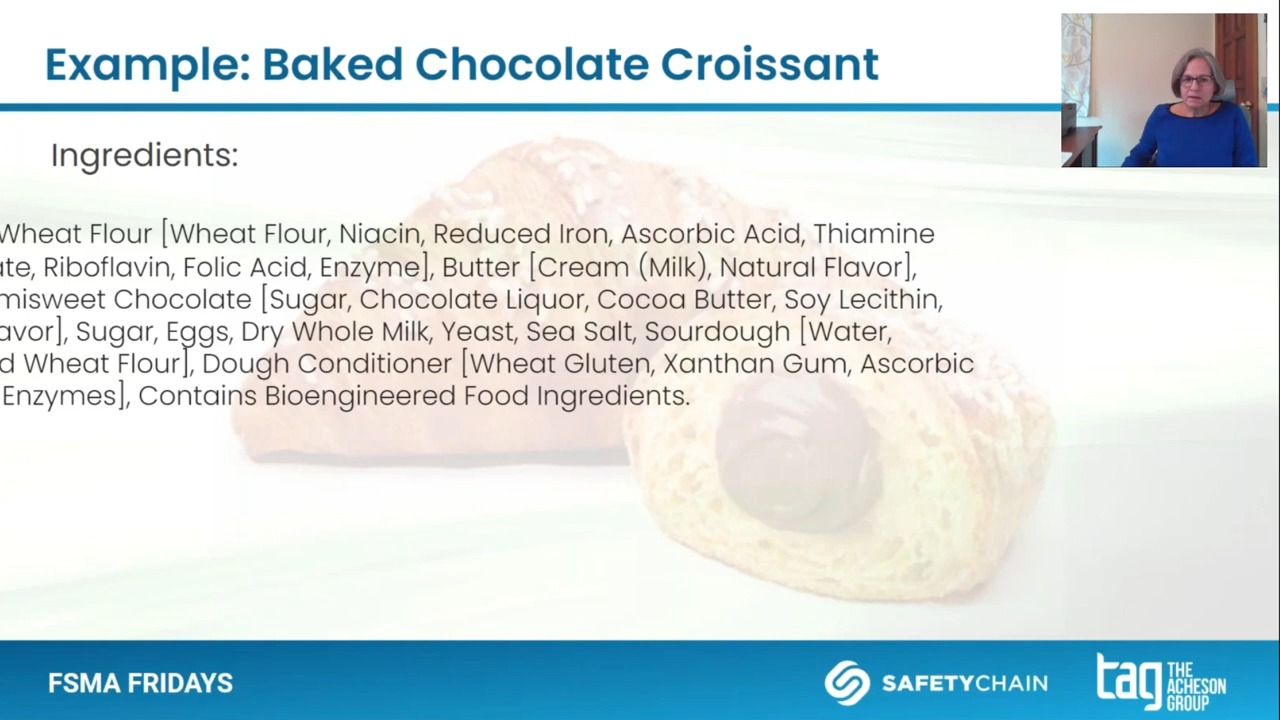 Example: Baked Chocolate Croissant
Ingredients:
Wheat Flour [Wheat Flour, Niacin, Reduced Iron, Ascorbic Acid, Thiamine
ate, Riboflavin, Folic Acid, Enzyme], Butter [Cream (Milk), Natural Flavor],
misweet Chocolate [Sugar, Chocolate Liquor, Cocoa Butter, Soy Lecithin,
avor], Sugar, Eggs, Dry Whole Milk, Yeast, Sea Salt, Sourdough [Water,
d Wheat Flour], Dough Conditioner [Wheat Gluten, Xanthan Gum, Ascorbic
Enzymes], Contains Bioengineered Food Ingredients.
FSMA FRIDAYS
SAFETYCHAIN
tag THE
ACHESON
GROUP